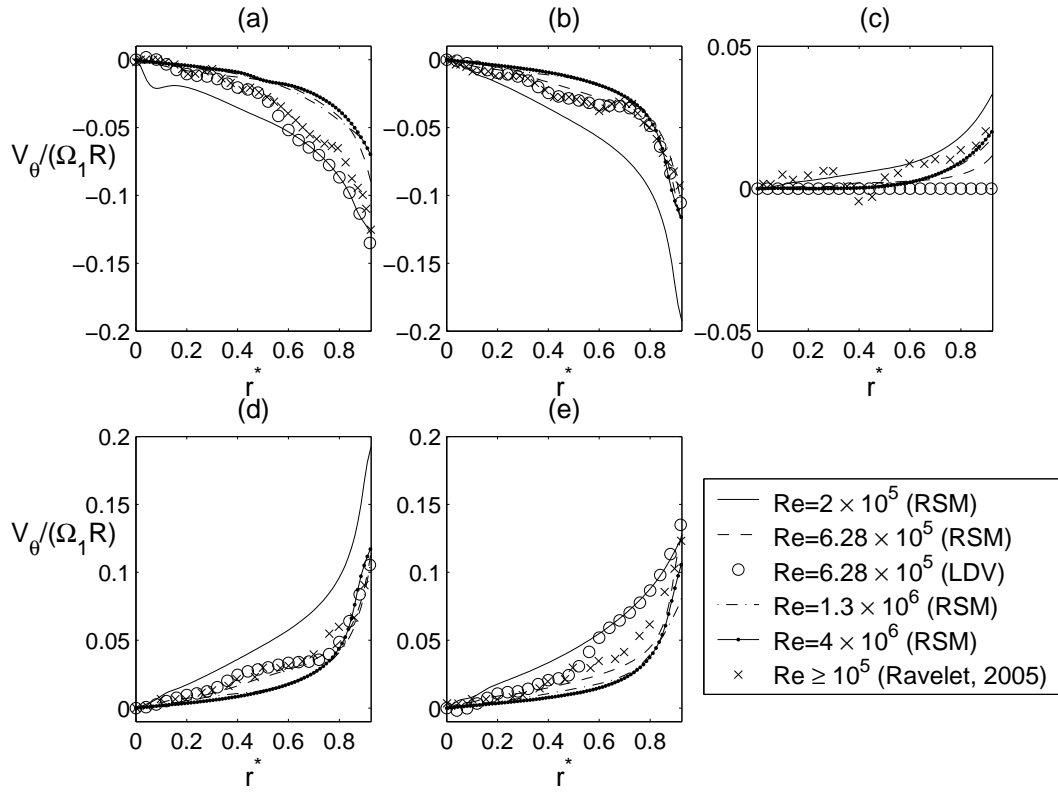 (a)
(b)
(c)
0
−0.05
−0.1
−0.15
−0.2
V_θ/(Ω_1R)
0 0.2 0.4 0.6 0.8
r^*
0
−0.05
−0.1
−0.15
−0.2
0 0.2 0.4 0.6 0.8
r^*
0.05
0
−0.05
0 0.2 0.4 0.6 0.8
r^*
(d)
(e)
0.2
0.15
0.1
0.05
0
V_θ/(Ω_1R)
0 0.2 0.4 0.6 0.8
r^*
0.2
0.15
0.1
0.05
0
0 0.2 0.4 0.6 0.8
r^*
Re=2 × 10^5 (RSM)
Re=6.28 × 10^5 (RSM)
Re=6.28 × 10^5 (LDV)
Re=1.3 × 10^6 (RSM)
Re=4 × 10^6 (RSM)
Re ≥ 10^5 (Ravelet, 2005)